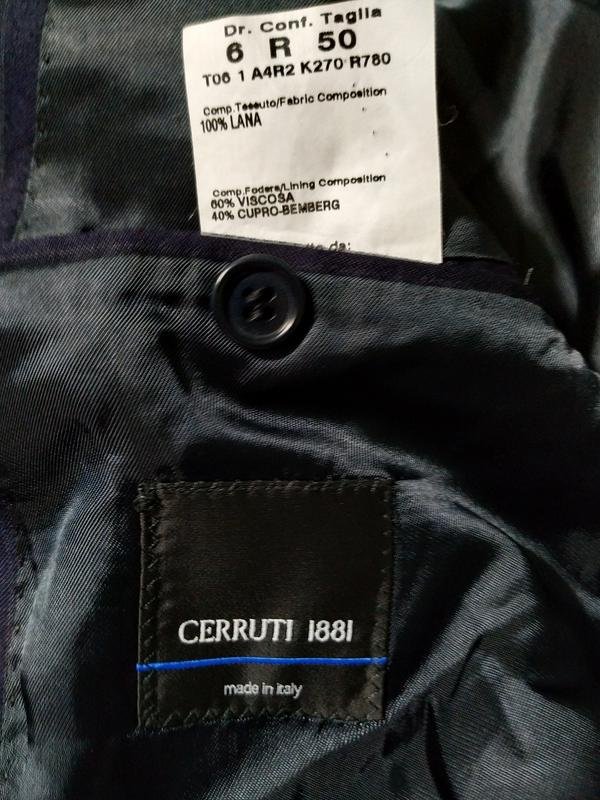 Dr. Conf. Taglia
6 R 50
T06 1 A4R2 K270 R780
Comp.Tessuto/Fabric Composition
100% LANA
Comp.Fodera/Lining Composition
60% VISCOSA
40% CUPRO-BEMBERG
da:
CERRUTI 1881
made in italy